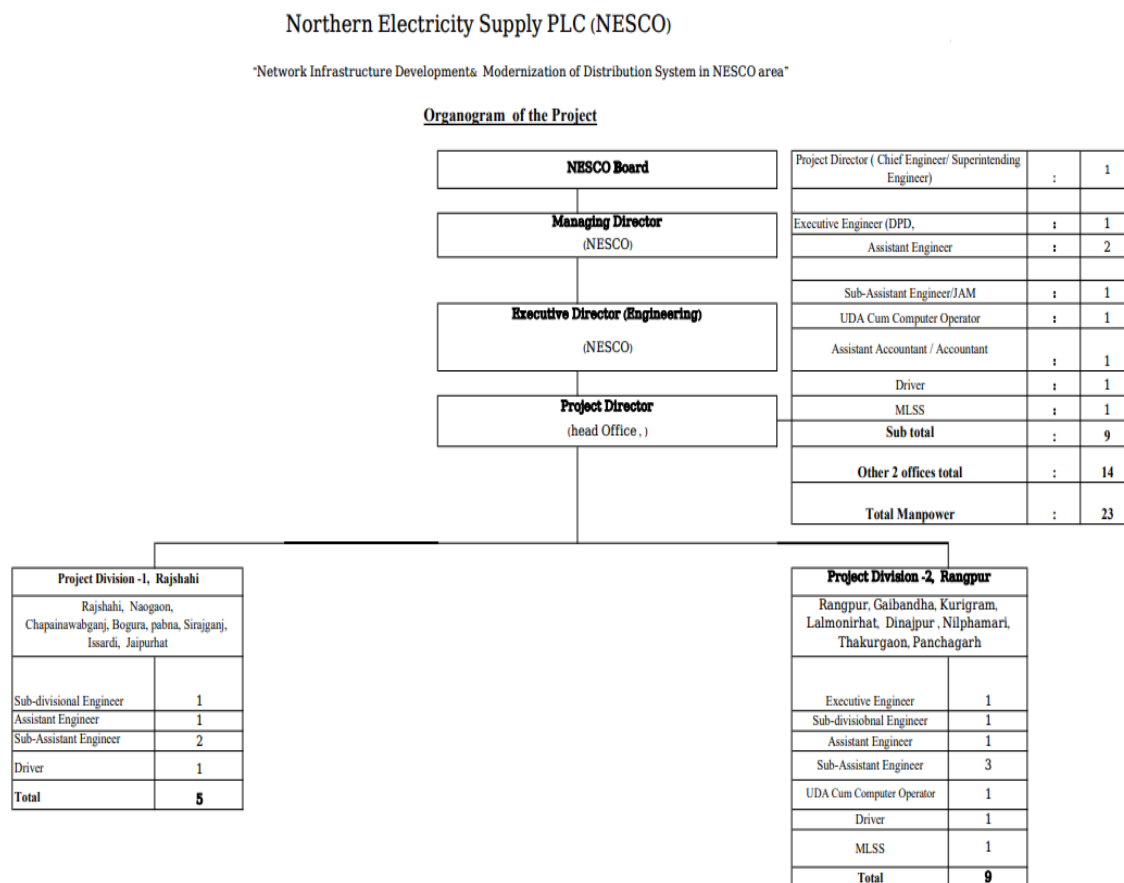 Northern Electricity Supply PLC (NESCO)
"Network Infrastructure Development& Modernization of Distribution System in NESCO area"
Organogram of the Project
NESCO Board
Managing Director
(NESCO)
Executive Director (Engineering)
(NESCO)
Project Director
(head Office, )
Project Director ( Chief Engineer/ Superintending
Engineer) : 1
Executive Engineer (DPD, : 1
Assistant Engineer : 2
Sub-Assistant Engineer/JAM : 1
UDA Cum Computer Operator : 1
Assistant Accountant / Accountant : 1
Driver : 1
MLSS : 1
Sub total : 9
Other 2 offices total : 14
Total Manpower : 23
Project Division -1, Rajshahi
Rajshahi, Naogaon,
Chapainawabganj, Bogura, pabna, Sirajganj,
Issardi, Jaipurhat
Sub-divisional Engineer 1
Assistant Engineer 1
Sub-Assistant Engineer 2
Driver 1
Total 5
Project Division -2, Rangpur
Rangpur, Gaibandha, Kurigram,
Lalmonirhat, Dinajpur , Nilphamari,
Thakurgaon, Panchagarh
Executive Engineer 1
Sub-divisiobnal Engineer 1
Assistant Engineer 1
Sub-Assistant Engineer 3
UDA Cum Computer Operator 1
Driver 1
MLSS 1
Total 9